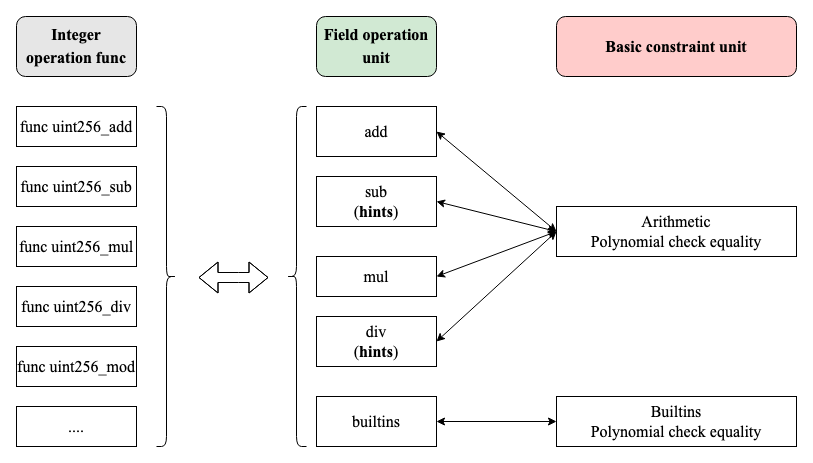 Integer
operation func
Field operation
unit
Basic constraint unit
func uint256_add
func uint256_sub
func uint256_mul
func uint256_div
func uint256_mod
....
add
sub
(hints)
mul
div
(hints)
builtins
Arithmetic
Polynomial check equality
Builtins
Polynomial check equality